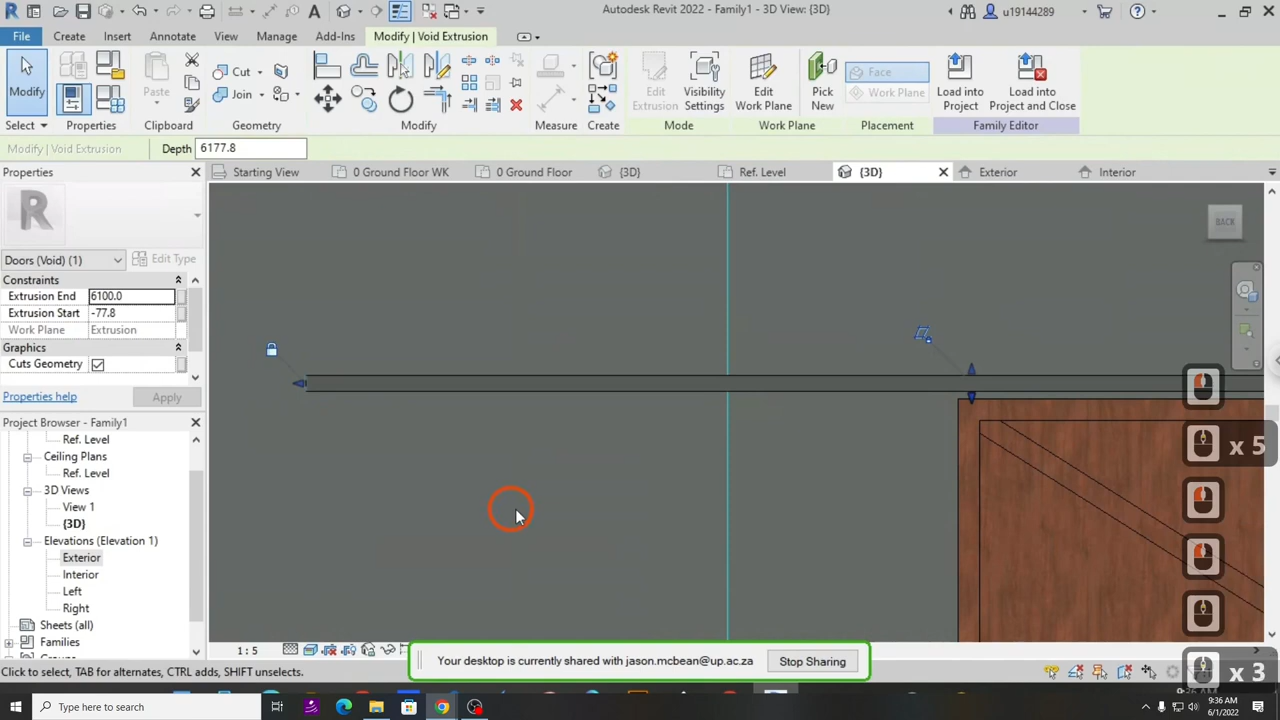 Autodesk Revit 2022 - Family1 - 3D View: {3D}
u19144289
File Create Insert Annotate View Manage Add-Ins Modify | Void Extrusion
Modify
Paste
Cut
Join
Edit Extrusion
Visibility Settings
Edit Work Plane
Pick New
Face
Work Plane
Load into Project
Load into Project and Close
Select Properties Clipboard Geometry Modify Measure Create Mode Work Plane Placement Family Editor
Modify | Void Extrusion Depth 6177.8
Properties
Starting View 0 Ground Floor WK 0 Ground Floor {3D} Ref. Level {3D} Exterior Interior
R
BACK
Doors (Void) (1) Edit Type
Constraints
Extrusion End 6100.0
Extrusion Start -77.8
Work Plane Extrusion
Graphics
Cuts Geometry
Properties help Apply
Project Browser - Family1
Ref. Level
Ceiling Plans
Ref. Level
3D Views
View 1
{3D}
Elevations (Elevation 1)
Exterior
Interior
Left
Right
Sheets (all)
Families
x 5
x 3
1 : 5
Your desktop is currently shared with jason.mcbean@up.ac.za Stop Sharing
Click to select, TAB for alternates, CTRL adds, SHIFT unselects.
Type here to search
9:36 AM
6/1/2022